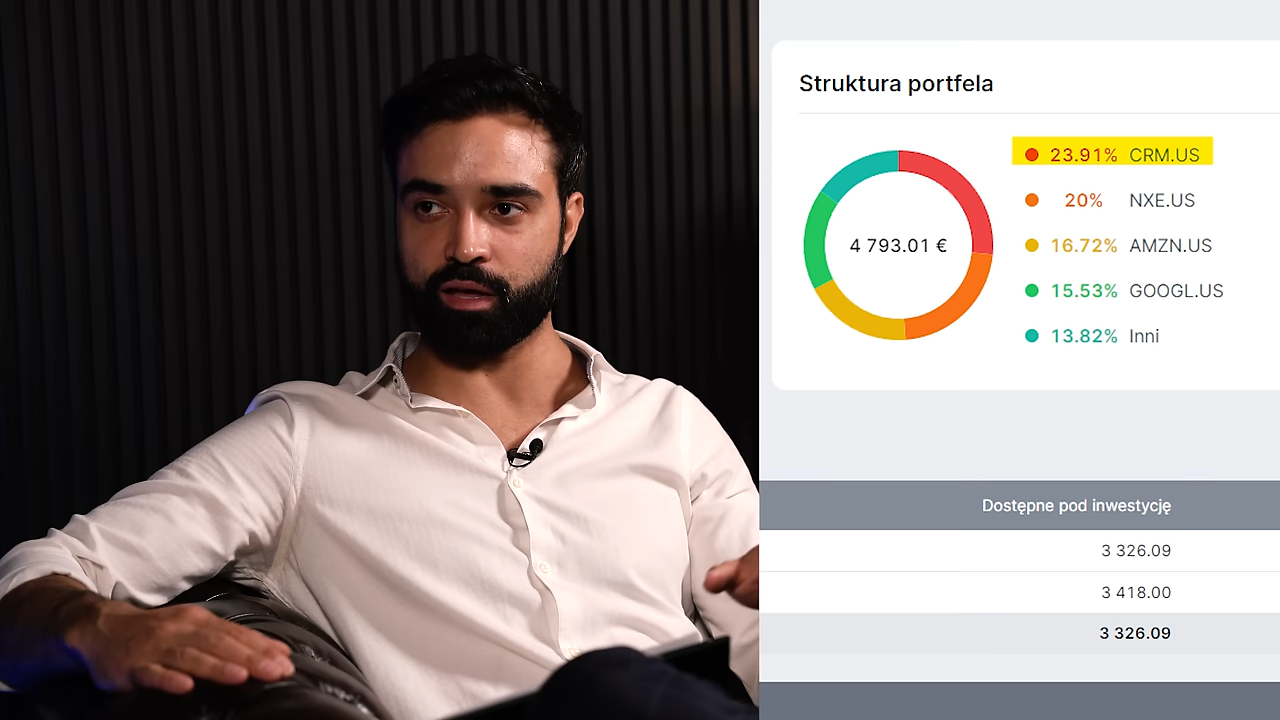 Struktura portfela
23.91% CRM.US
20% NXE.US
4 793.01 €
16.72% AMZN.US
15.53% GOOGL.US
13.82% Inni
Dostępne pod inwestycję
3 326.09
3 418.00
3 326.09